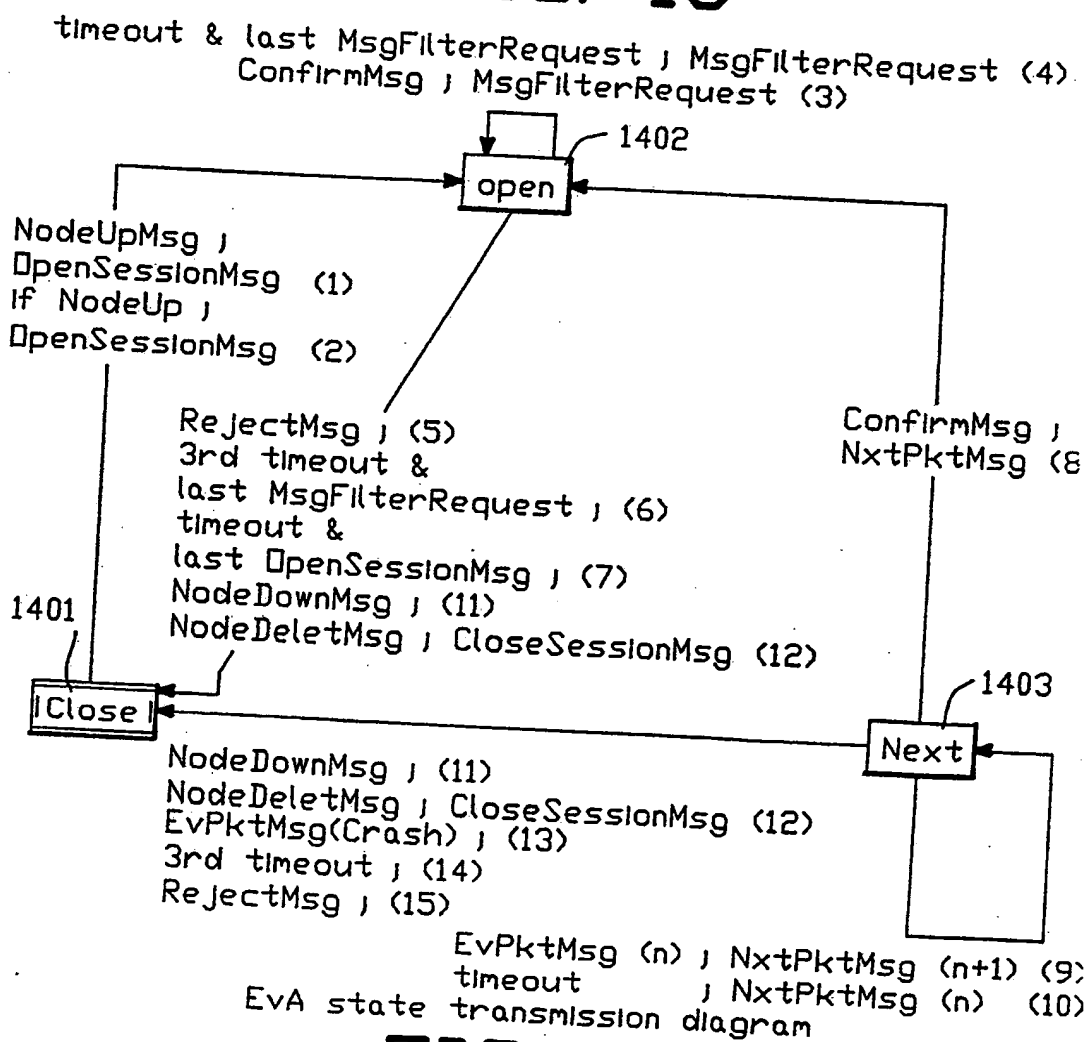 timeout & last MsgFilterRequest ; MsgFilterRequest (4)
ConfirmMsg ; MsgFilterRequest (3)
1402
open
NodeUpMsg ;
OpenSessionMsg (1)
If NodeUp ;
OpenSessionMsg (2)
RejectMsg ; (5)
3rd timeout &
last MsgFilterRequest ; (6)
timeout &
last OpenSessionMsg ; (7)
NodeDownMsg ; (11)
NodeDeletMsg ; CloseSessionMsg (12)
ConfirmMsg ;
NxtPktMsg (8
1401
Close
1403
Next
NodeDownMsg ; (11)
NodeDeletMsg ; CloseSessionMsg (12)
EvPktMsg(Crash) ; (13)
3rd timeout ; (14)
RejectMsg ; (15)
EvPktMsg (n) ; NxtPktMsg (n+1) (9)
timeout ; NxtPktMsg (n) (10)
EvA state transmission diagram